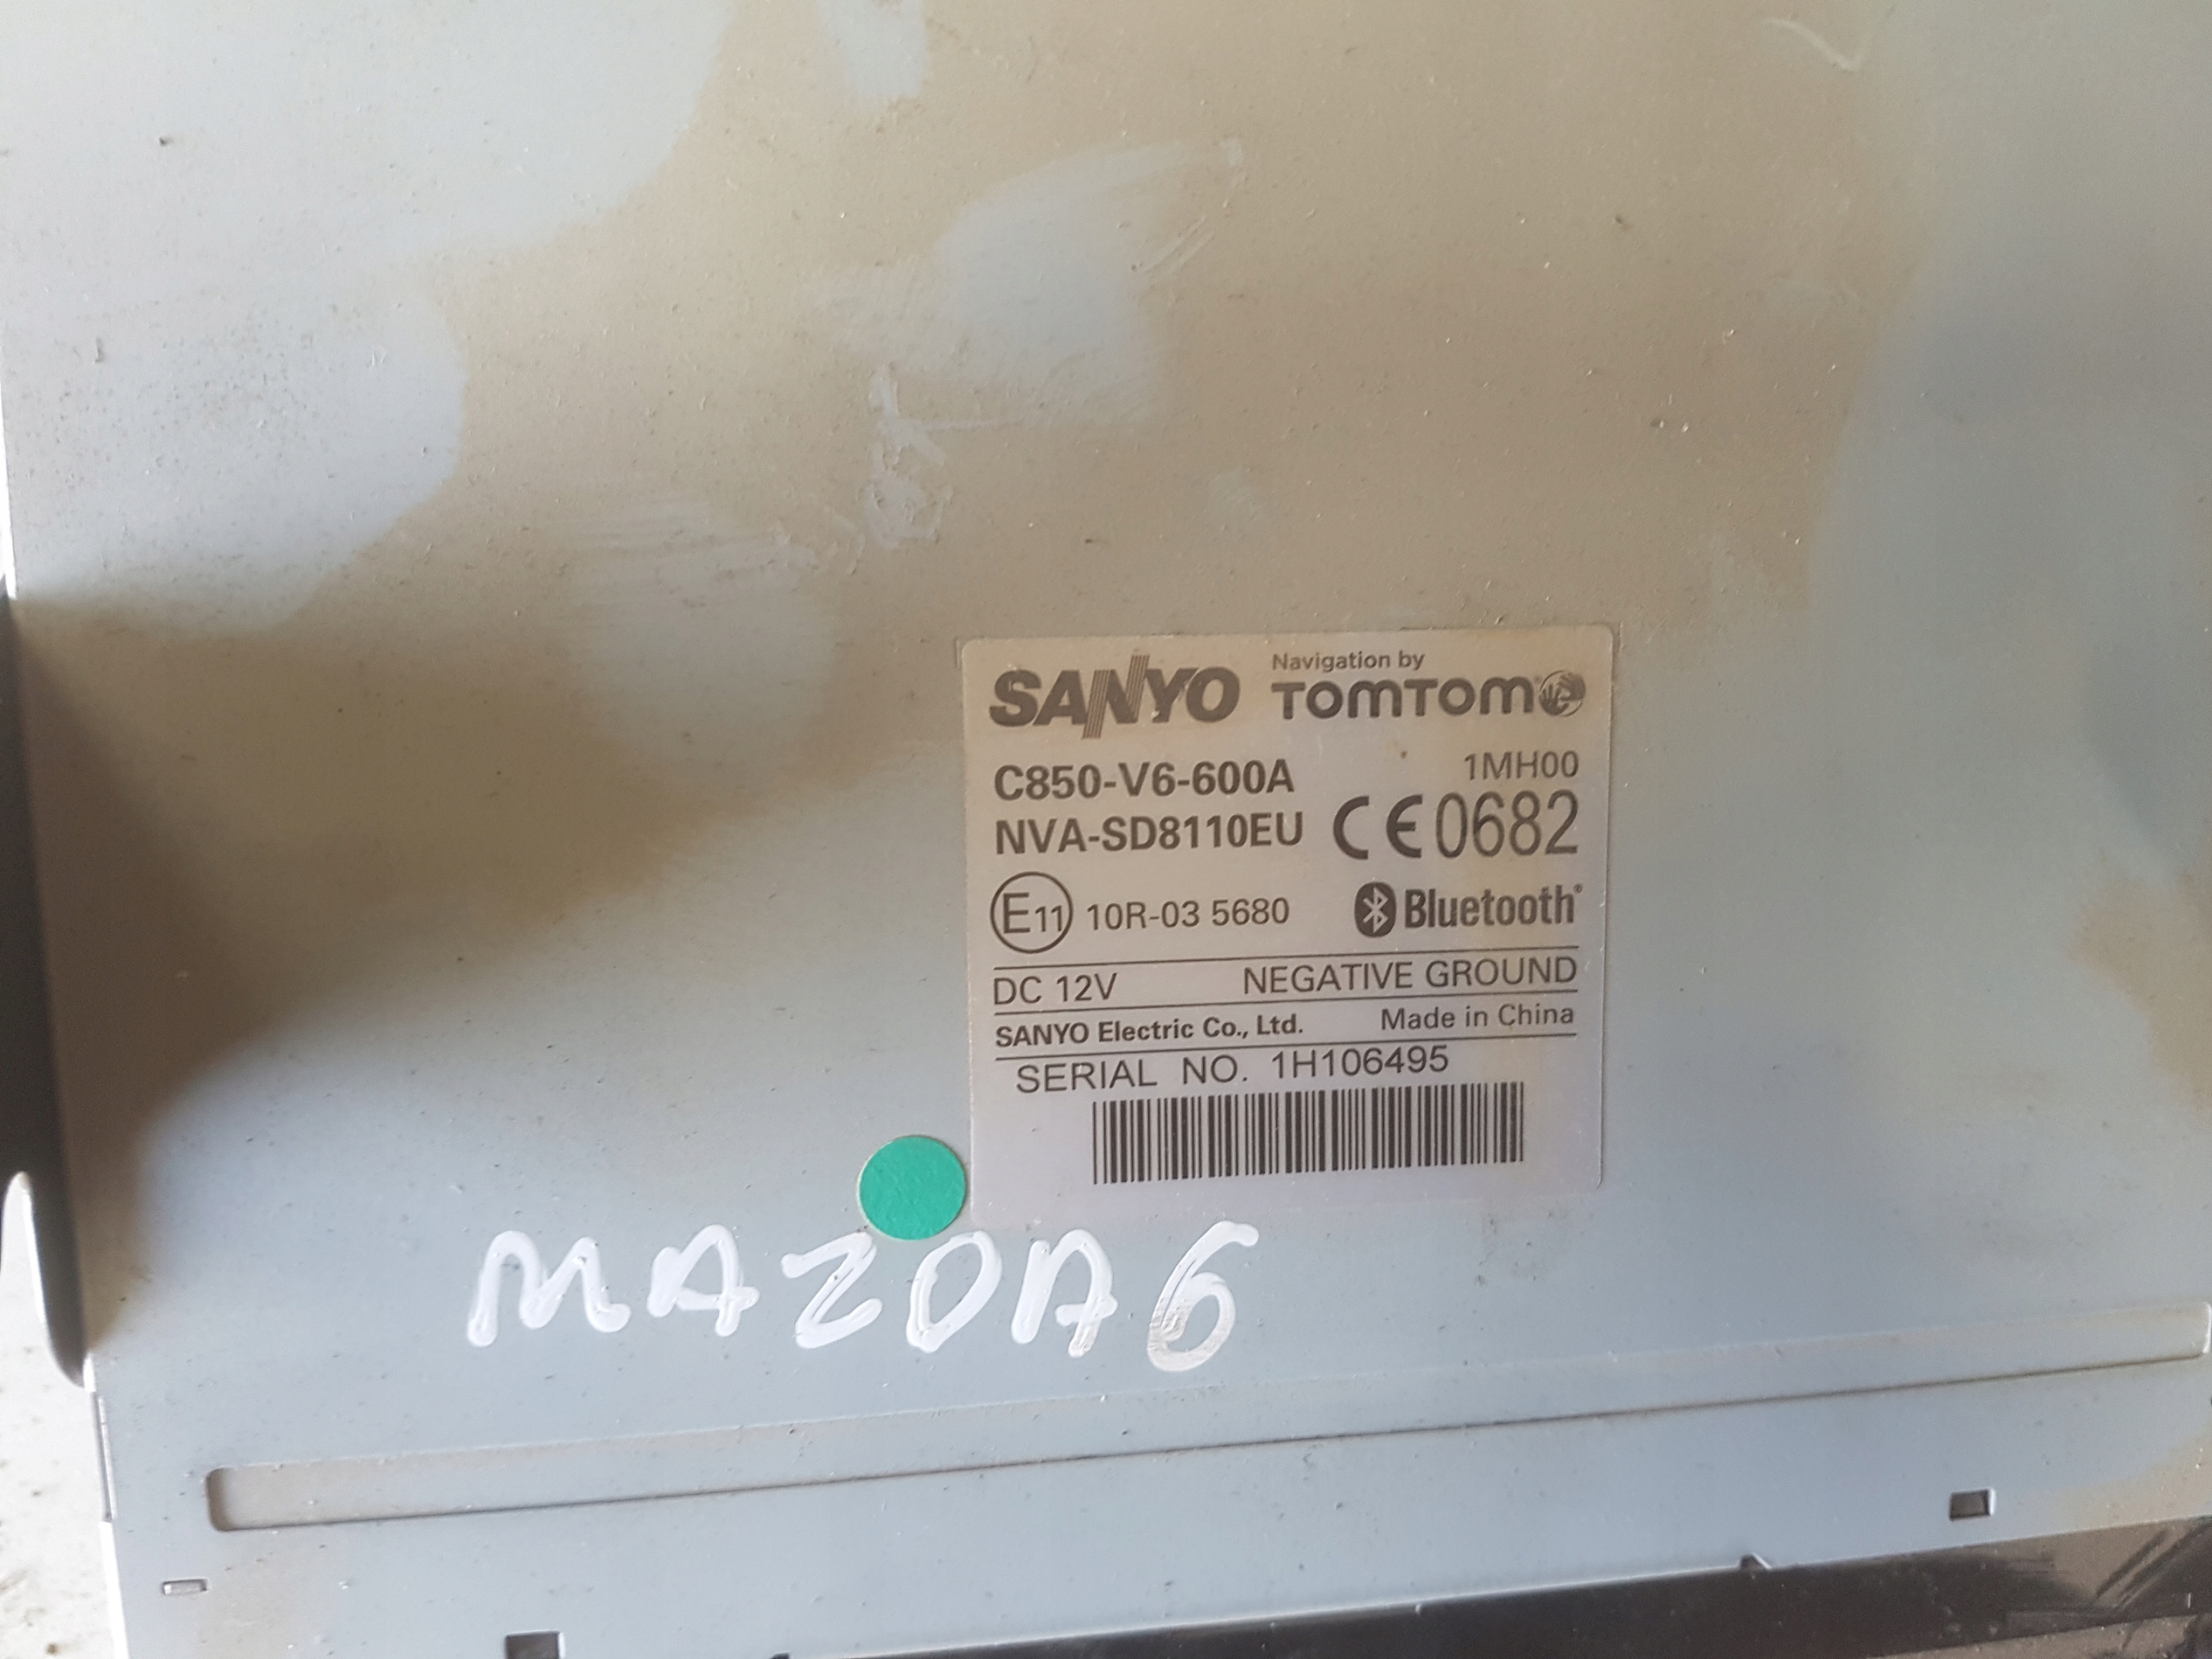 SANYO Navigation by TOMTOM
C850-V6-600A 1MH00
NVA-SD8110EU CE0682
E11 10R-03 5680 Bluetooth®
DC 12V NEGATIVE GROUND
SANYO Electric Co., Ltd. Made in China
SERIAL NO. 1H106495
MAZDA6